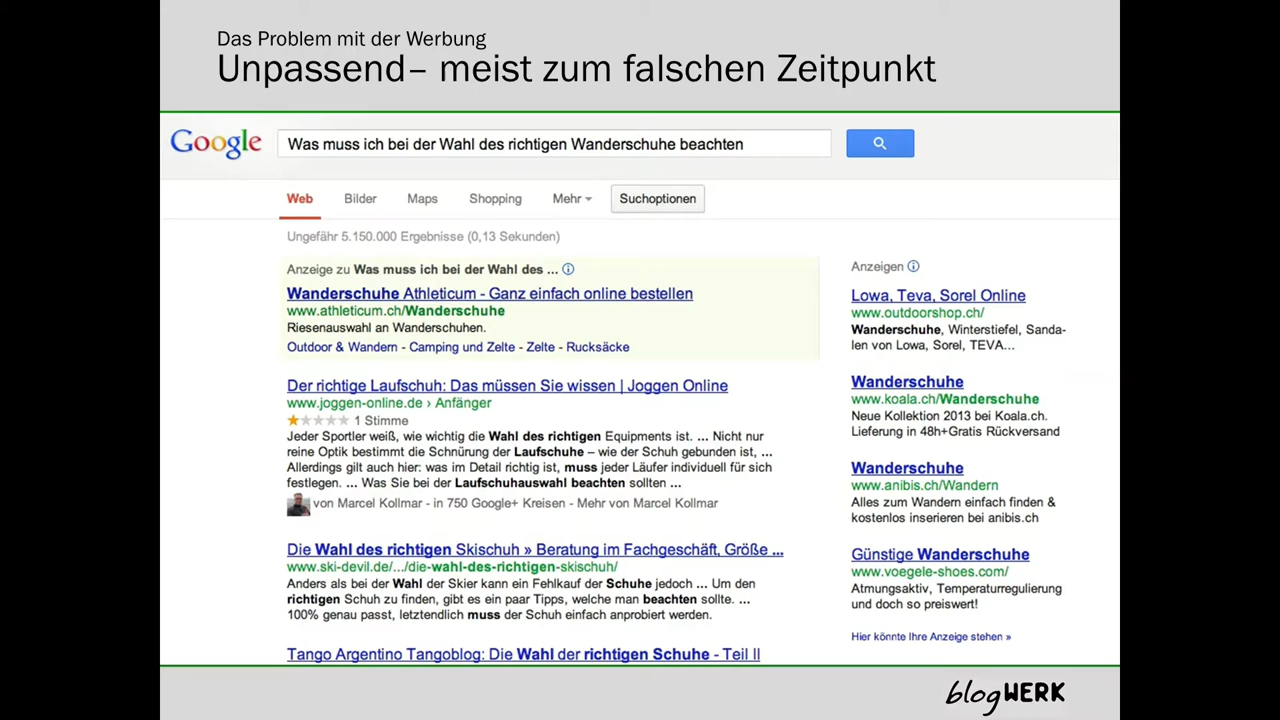 Das Problem mit der Werbung
Unpassend– meist zum falschen Zeitpunkt
Google
Was muss ich bei der Wahl des richtigen Wanderschuhe beachten
Web Bilder Maps Shopping Mehr Suchoptionen
Ungefähr 5.150.000 Ergebnisse (0,13 Sekunden)
Anzeige zu Was muss ich bei der Wahl des ...
Wanderschuhe Athleticum - Ganz einfach online bestellen
www.athleticum.ch/Wanderschuhe
Riesenauswahl an Wanderschuhen.
Outdoor & Wandern - Camping und Zelte - Zelte - Rucksäcke
Der richtige Laufschuh: Das müssen Sie wissen | Joggen Online
www.joggen-online.de › Anfänger
1 Stimme
Jeder Sportler weiß, wie wichtig die Wahl des richtigen Equipments ist. ... Nicht nur
reine Optik bestimmt die Schnürung der Laufschuhe – wie der Schuh gebunden ist, ...
Allerdings gilt auch hier: was im Detail richtig ist, muss jeder Läufer individuell für sich
festlegen. ... Was Sie bei der Laufschuhauswahl beachten sollten ...
von Marcel Kollmar - in 750 Google+ Kreisen - Mehr von Marcel Kollmar
Die Wahl des richtigen Skischuh » Beratung im Fachgeschäft, Größe ...
www.ski-devil.de/.../die-wahl-des-richtigen-skischuh/
Anders als bei der Wahl der Skier kann ein Fehlkauf der Schuhe jedoch ... Um den
richtigen Schuh zu finden, gibt es ein paar Tipps, welche man beachten sollte. ...
100% genau passt, letztendlich muss der Schuh einfach anprobiert werden.
Tango Argentino Tangoblog: Die Wahl der richtigen Schuhe - Teil II
Anzeigen
Lowa, Teva, Sorel Online
www.outdoorshop.ch/
Wanderschuhe, Winterstiefel, Sanda-
len von Lowa, Sorel, TEVA...
Wanderschuhe
www.koala.ch/Wanderschuhe
Neue Kollektion 2013 bei Koala.ch.
Lieferung in 48h+Gratis Rückversand
Wanderschuhe
www.anibis.ch/Wandern
Alles zum Wandern einfach finden &
kostenlos inserieren bei anibis.ch
Günstige Wanderschuhe
www.voegele-shoes.com/
Atmungsaktiv, Temperaturregulierung
und doch so preiswert!
Hier könnte Ihre Anzeige stehen »
blogWERK